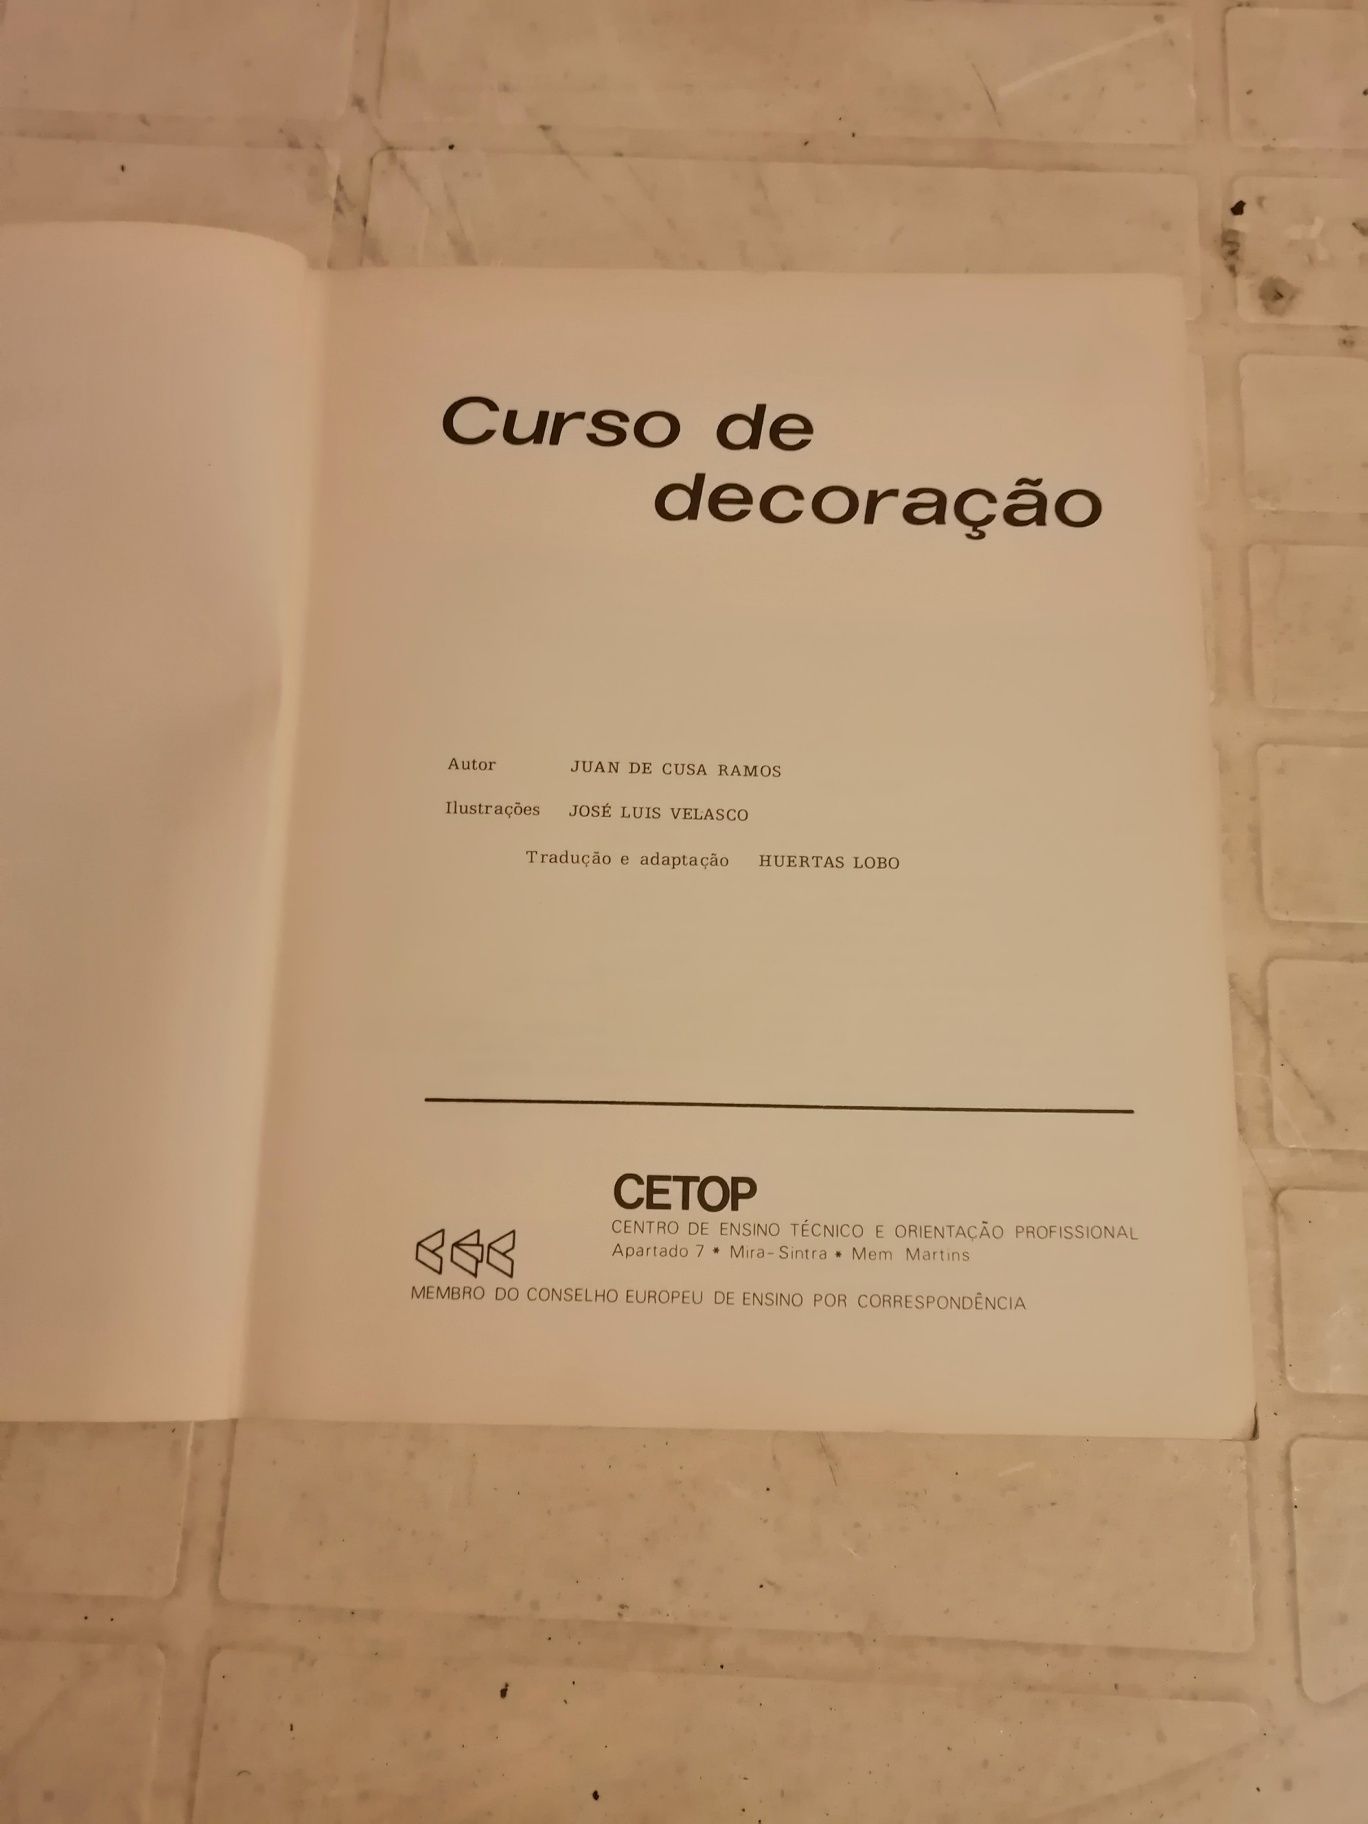 Curso de
decoração
Autor JUAN DE CUSA RAMOS
Ilustrações JOSÉ LUIS VELASCO
Tradução e adaptação HUERTAS LOBO
CETOP
CENTRO DE ENSINO TÉCNICO E ORIENTAÇÃO PROFISSIONAL
Apartado 7 * Mira-Sintra * Mem Martins
MEMBRO DO CONSELHO EUROPEU DE ENSINO POR CORRESPONDÊNCIA